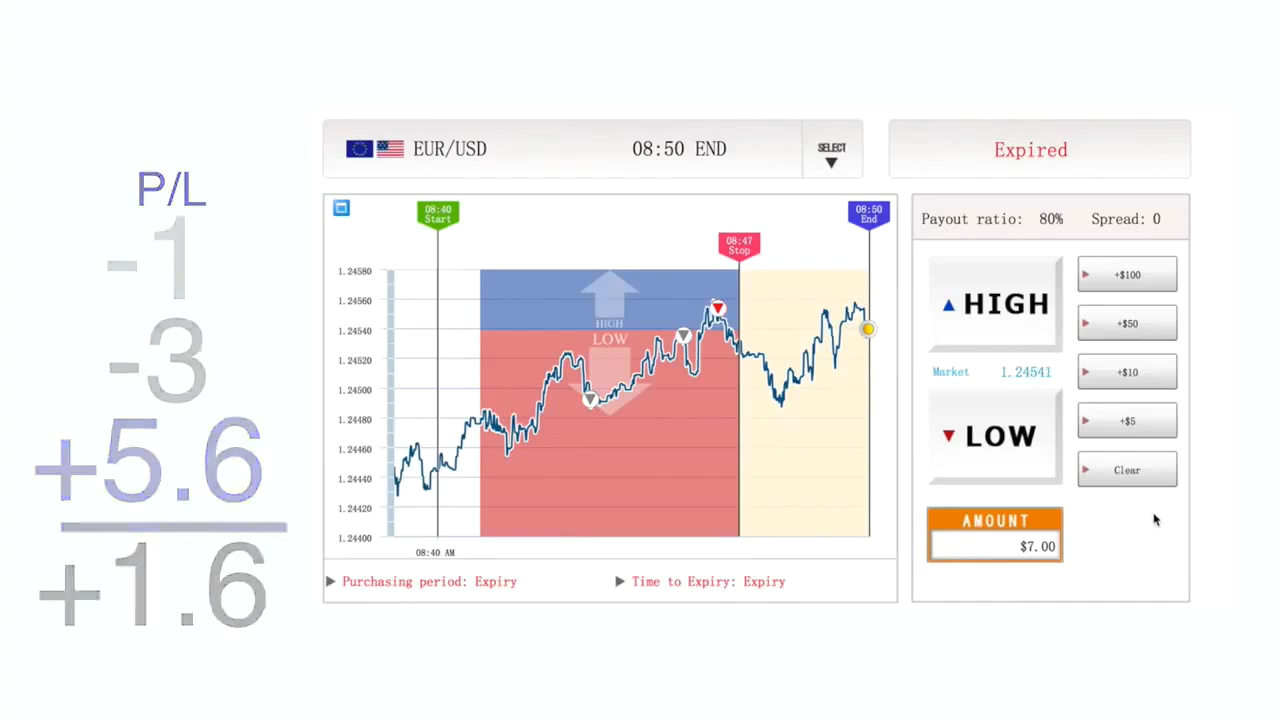 P/L
-1
-3
+5.6
+1.6
EUR/USD 08:50 END
SELECT
Expired
08:40
Start
08:47
Stop
08:50
End
1.24580
1.24560
1.24540
1.24520
1.24500
1.24480
1.24460
1.24440
1.24420
1.24400
HIGH
LOW
08:40 AM
Purchasing period: Expiry
Time to Expiry: Expiry
Payout ratio: 80% Spread: 0
HIGH
Market 1.24541
LOW
+$100
+$50
+$10
+$5
Clear
AMOUNT
$7.00